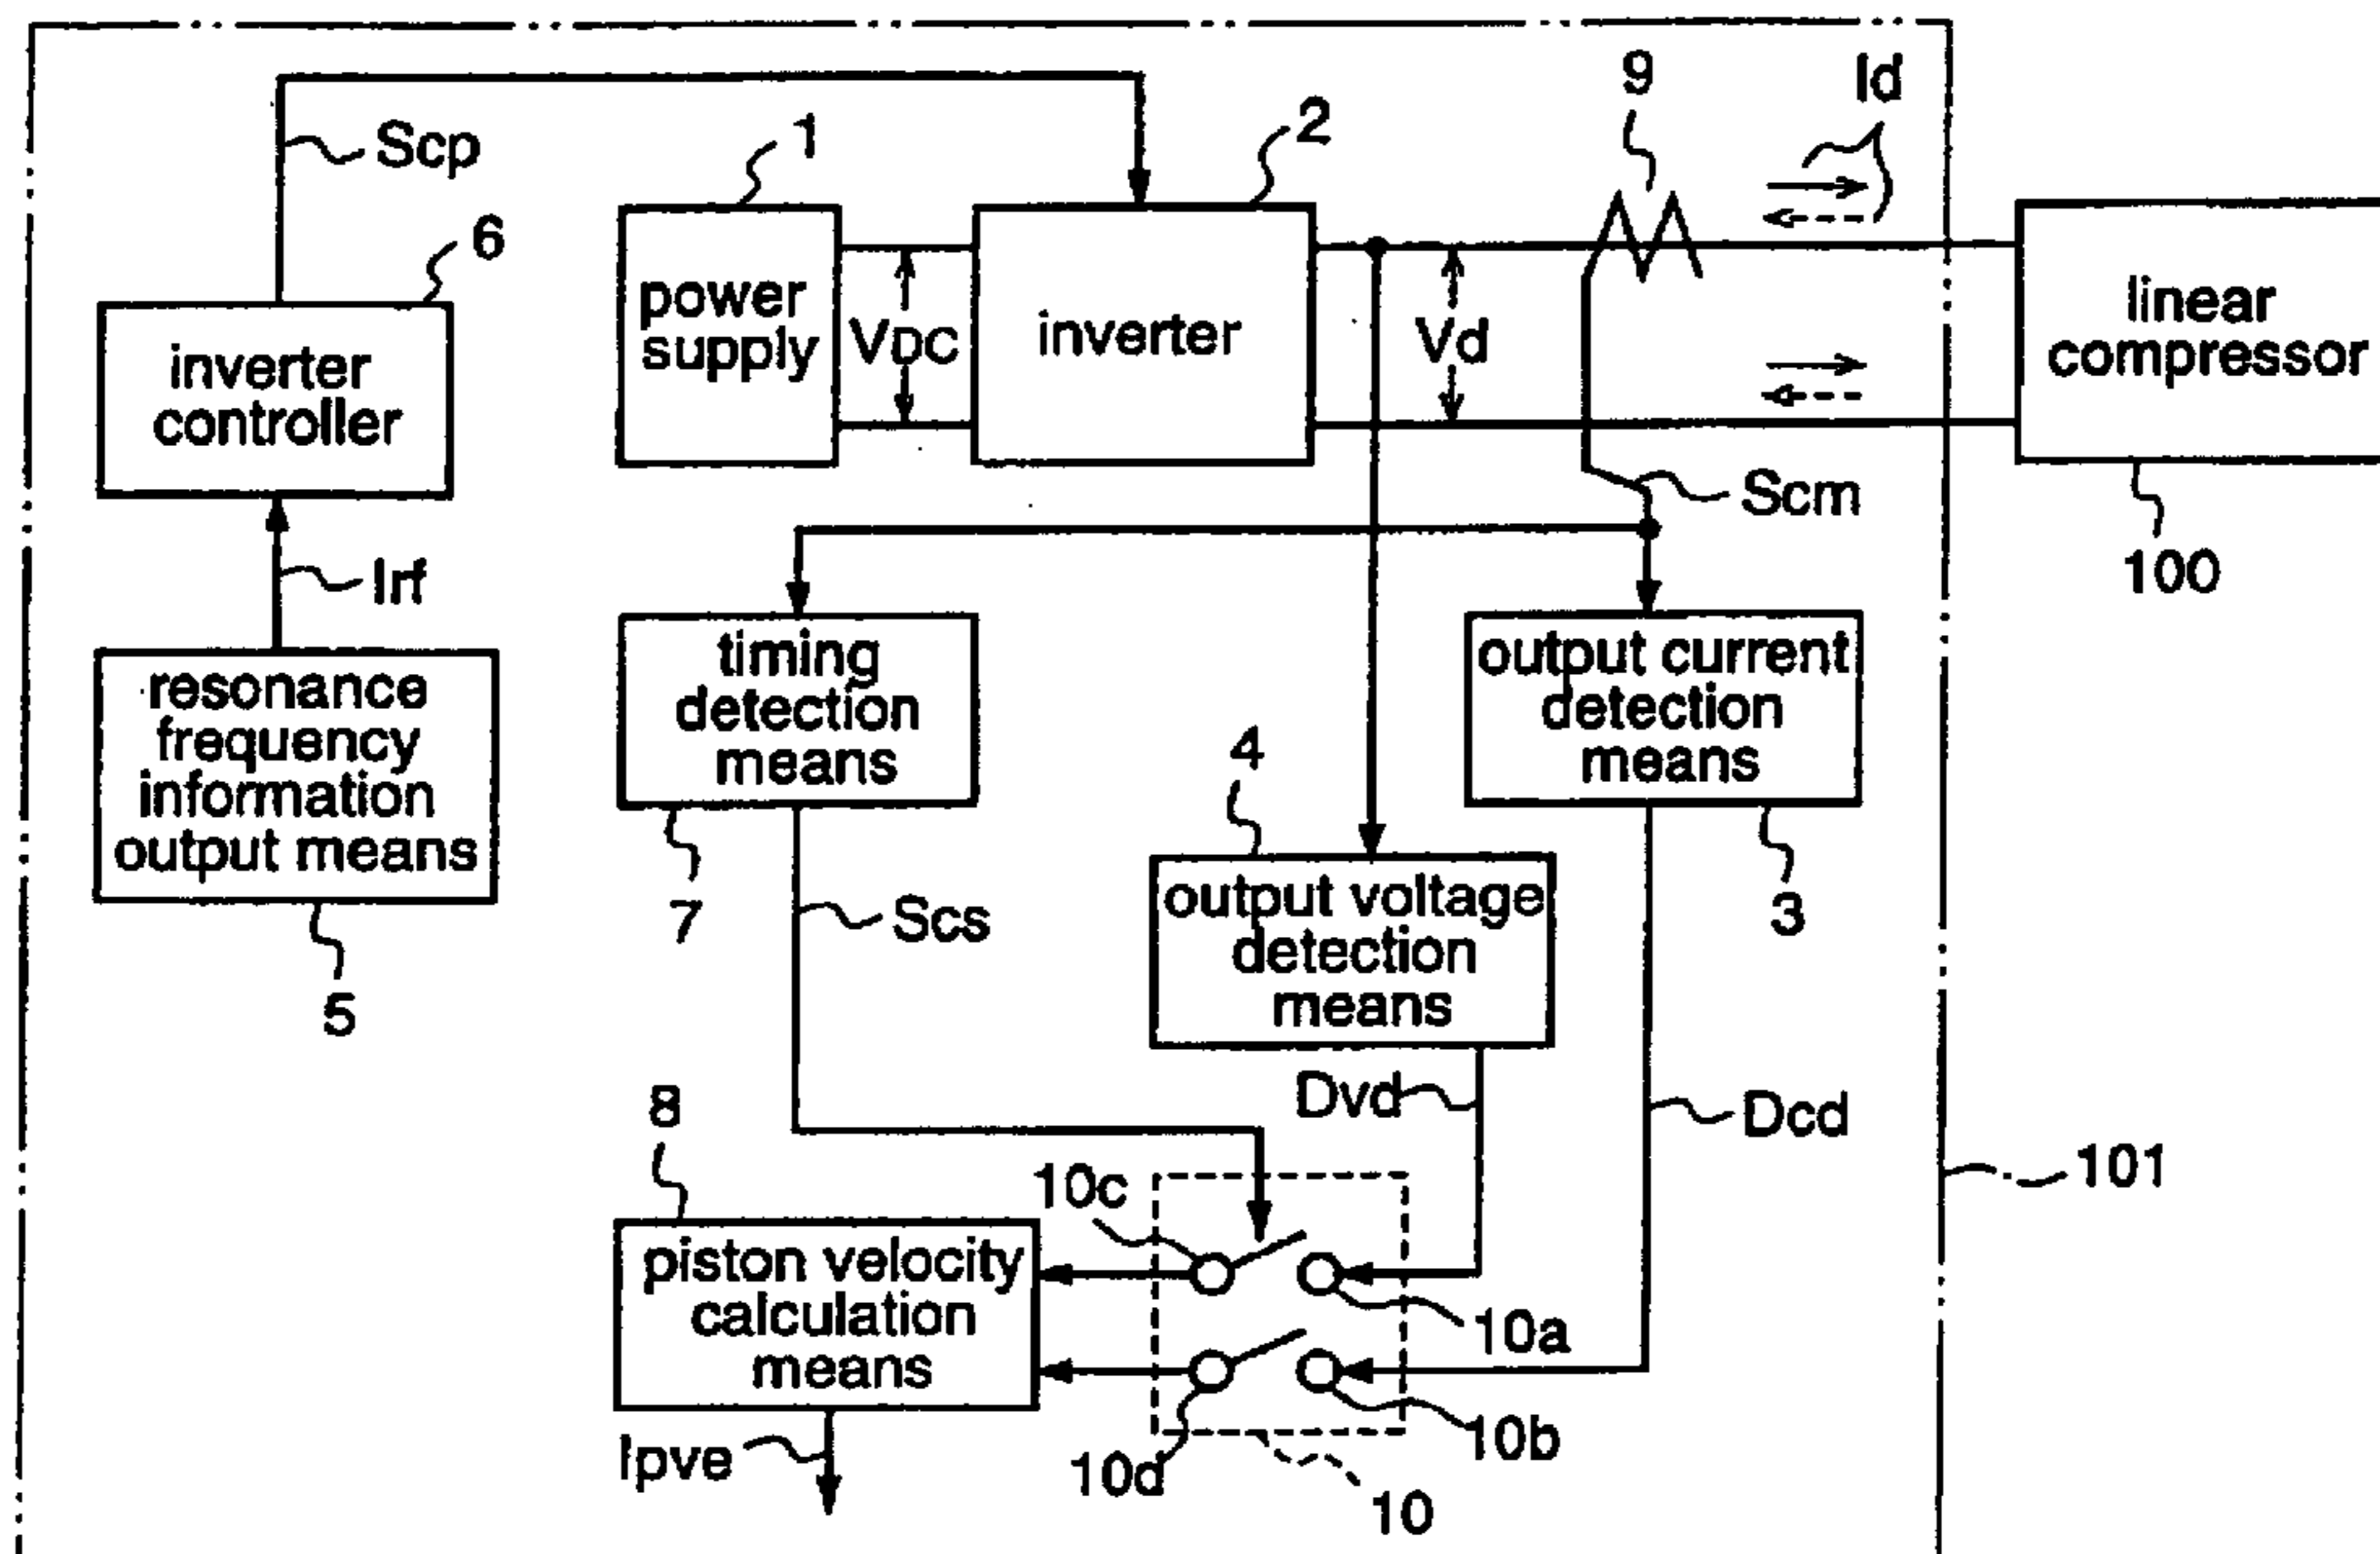 Scp
1
2
9
Id
6
power
supply
VDC
inverter
Vd
linear
compressor
inverter
controller
Scm
100
Irf
resonance
frequency
information
output means
5
timing
detection
means
7
output current
detection
means
3
4
output voltage
detection
means
Scs
Dvd
Dcd
101
8
10c
piston velocity
calculation
means
10a
10b
10d
10
Ipve